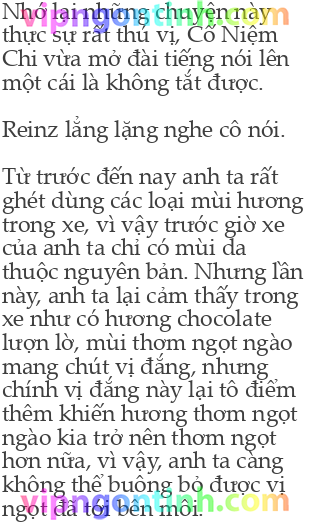 Nhớ lại những chuyện này
thực sự rất thú vị, Cố Niệm
Chi vừa mở đài tiếng nói lên
một cái là không tắt được.
Reinz lẳng lặng nghe cô nói.
Từ trước đến nay anh ta rất
ghét dùng các loại mùi hương
trong xe, vì vậy trước giờ xe
của anh ta chỉ có mùi da
thuộc nguyên bản. Nhưng lần
này, anh ta lại cảm thấy trong
xe như có hương chocolate
lượn lờ, mùi thơm ngọt ngào
mang chút vị đắng, nhưng
chính vị đắng này lại tô điểm
thêm khiến hương thơm ngọt
ngào kia trở nên thơm ngọt
hơn nữa, vì vậy, anh ta càng
không thể buông bỏ được vị
ngọt đã tới bên môi.
vipngontinh.com
vipngontinh.com